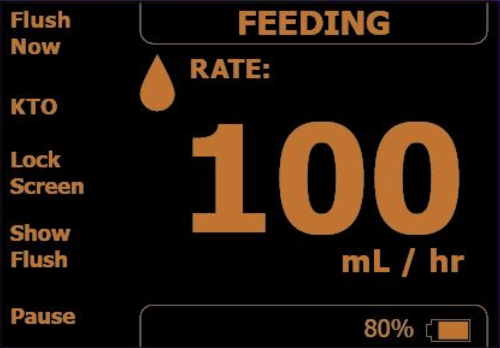 FEEDING
Flush
Now
RATE:
KTO
100
Lock
Screen
Show
Flush
mL / hr
Pause
80%